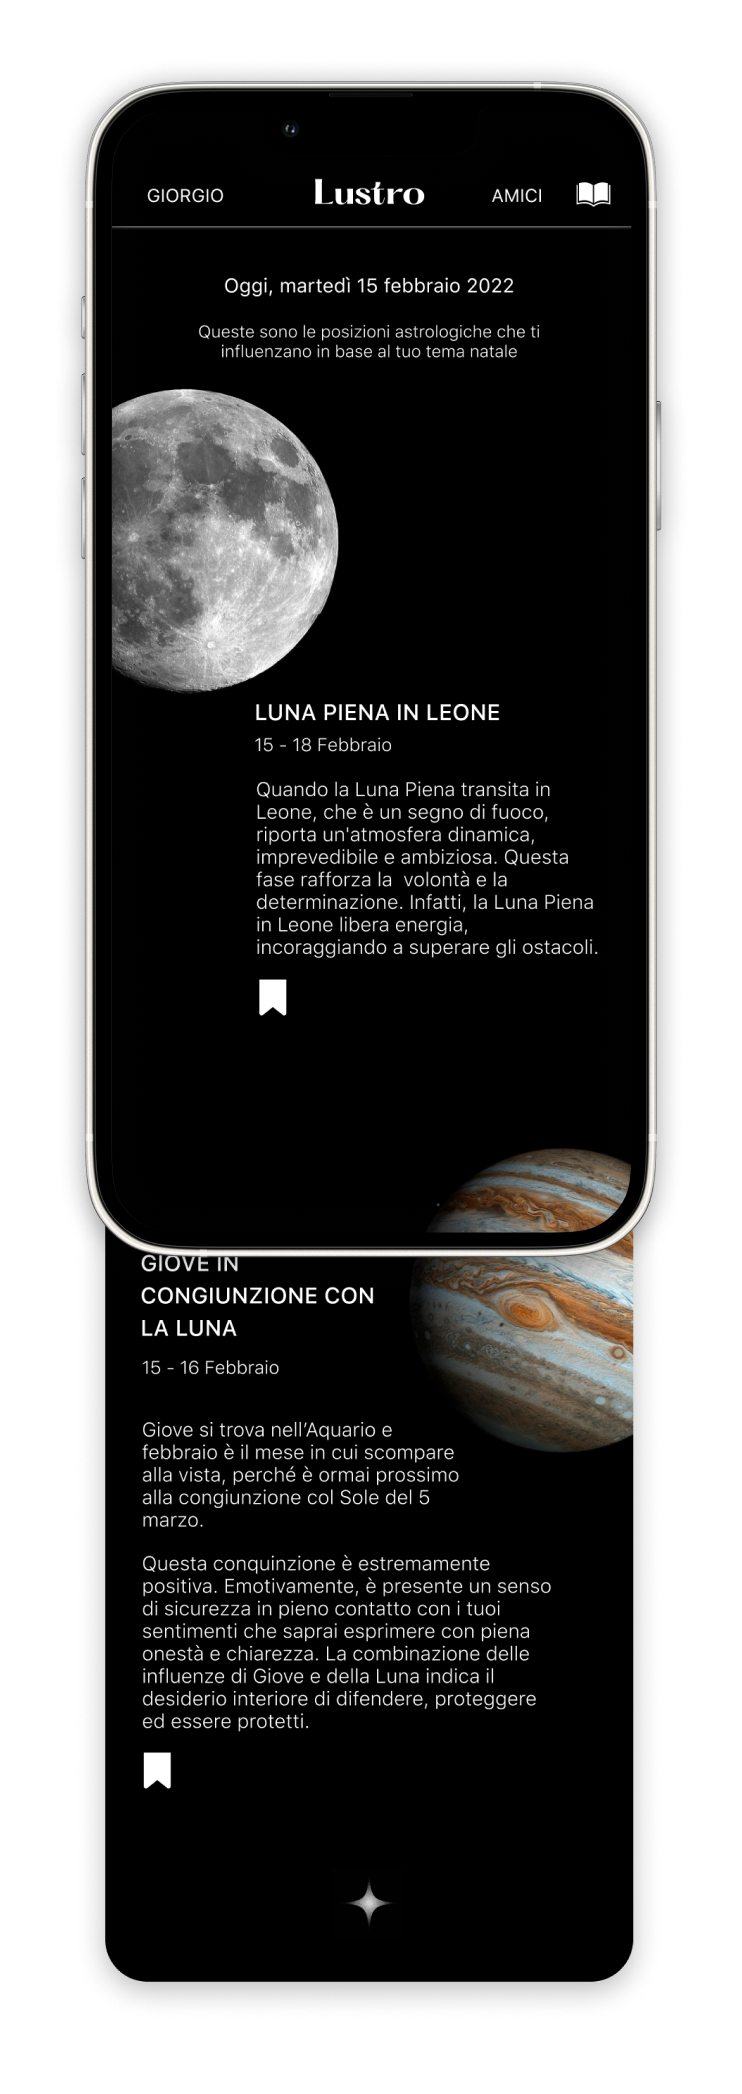 GIORGIO Lustro AMICI
Oggi, martedì 15 febbraio 2022
Queste sono le posizioni astrologiche che ti
influenzano in base al tuo tema natale
LUNA PIENA IN LEONE
15 - 18 Febbraio
Quando la Luna Piena transita in
Leone, che è un segno di fuoco,
riporta un'atmosfera dinamica,
imprevedibile e ambiziosa. Questa
fase rafforza la  volontà e la
determinazione. Infatti, la Luna Piena
in Leone libera energia,
incoraggiando a superare gli ostacoli.
GIOVE IN
CONGIUNZIONE CON
LA LUNA
15 - 16 Febbraio
Giove si trova nell’Aquario e
febbraio è il mese in cui scompare
alla vista, perché è ormai prossimo
alla congiunzione col Sole del 5
marzo.
Questa conquinzione è estremamente
positiva. Emotivamente, è presente un senso
di sicurezza in pieno contatto con i tuoi
sentimenti che saprai esprimere con piena
onestà e chiarezza. La combinazione delle
influenze di Giove e della Luna indica il
desiderio interiore di difendere, proteggere
ed essere protetti.